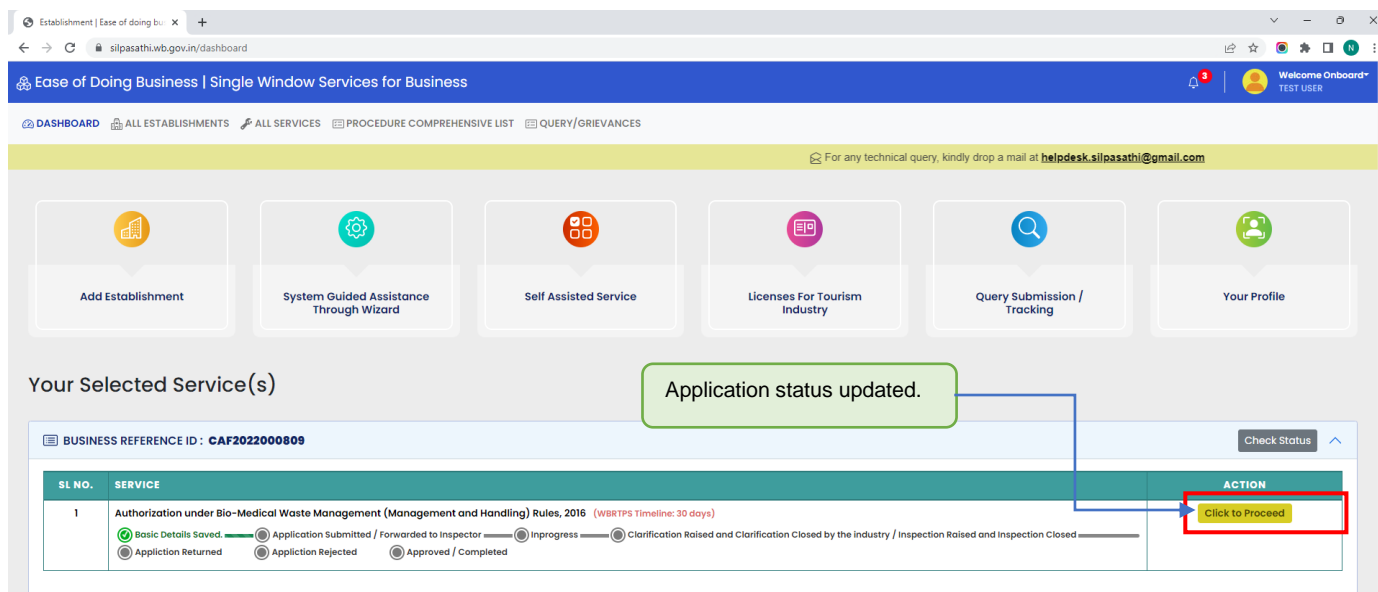 Establishment | Ease of doing bu
silpasathi.wb.gov.in/dashboard
N
Ease of Doing Business | Single Window Services for Business
3
Welcome Onboard
TEST USER
DASHBOARD ALL ESTABLISHMENTS ALL SERVICES PROCEDURE COMPREHENSIVE LIST QUERY/GRIEVANCES
For any technical query, kindly drop a mail at helpdesk.silpasathi@gmail.com
Add Establishment
System Guided Assistance
Through Wizard
Self Assisted Service
Licenses For Tourism
Industry
Query Submission /
Tracking
Your Profile
Your Selected Service(s)
Application status updated.
BUSINESS REFERENCE ID : CAF2022000809
Check Status
SL NO. SERVICE ACTION
1 Authorization under Bio-Medical Waste Management (Management and Handling) Rules, 2016 (WBRTPS Timeline: 30 days)
Click to Proceed
Basic Details Saved. Application Submitted / Forwarded to Inspector Inprogress Clarification Raised and Clarification Closed by the industry / Inspection Raised and Inspection Closed
Appliction Returned Appliction Rejected Approved / Completed